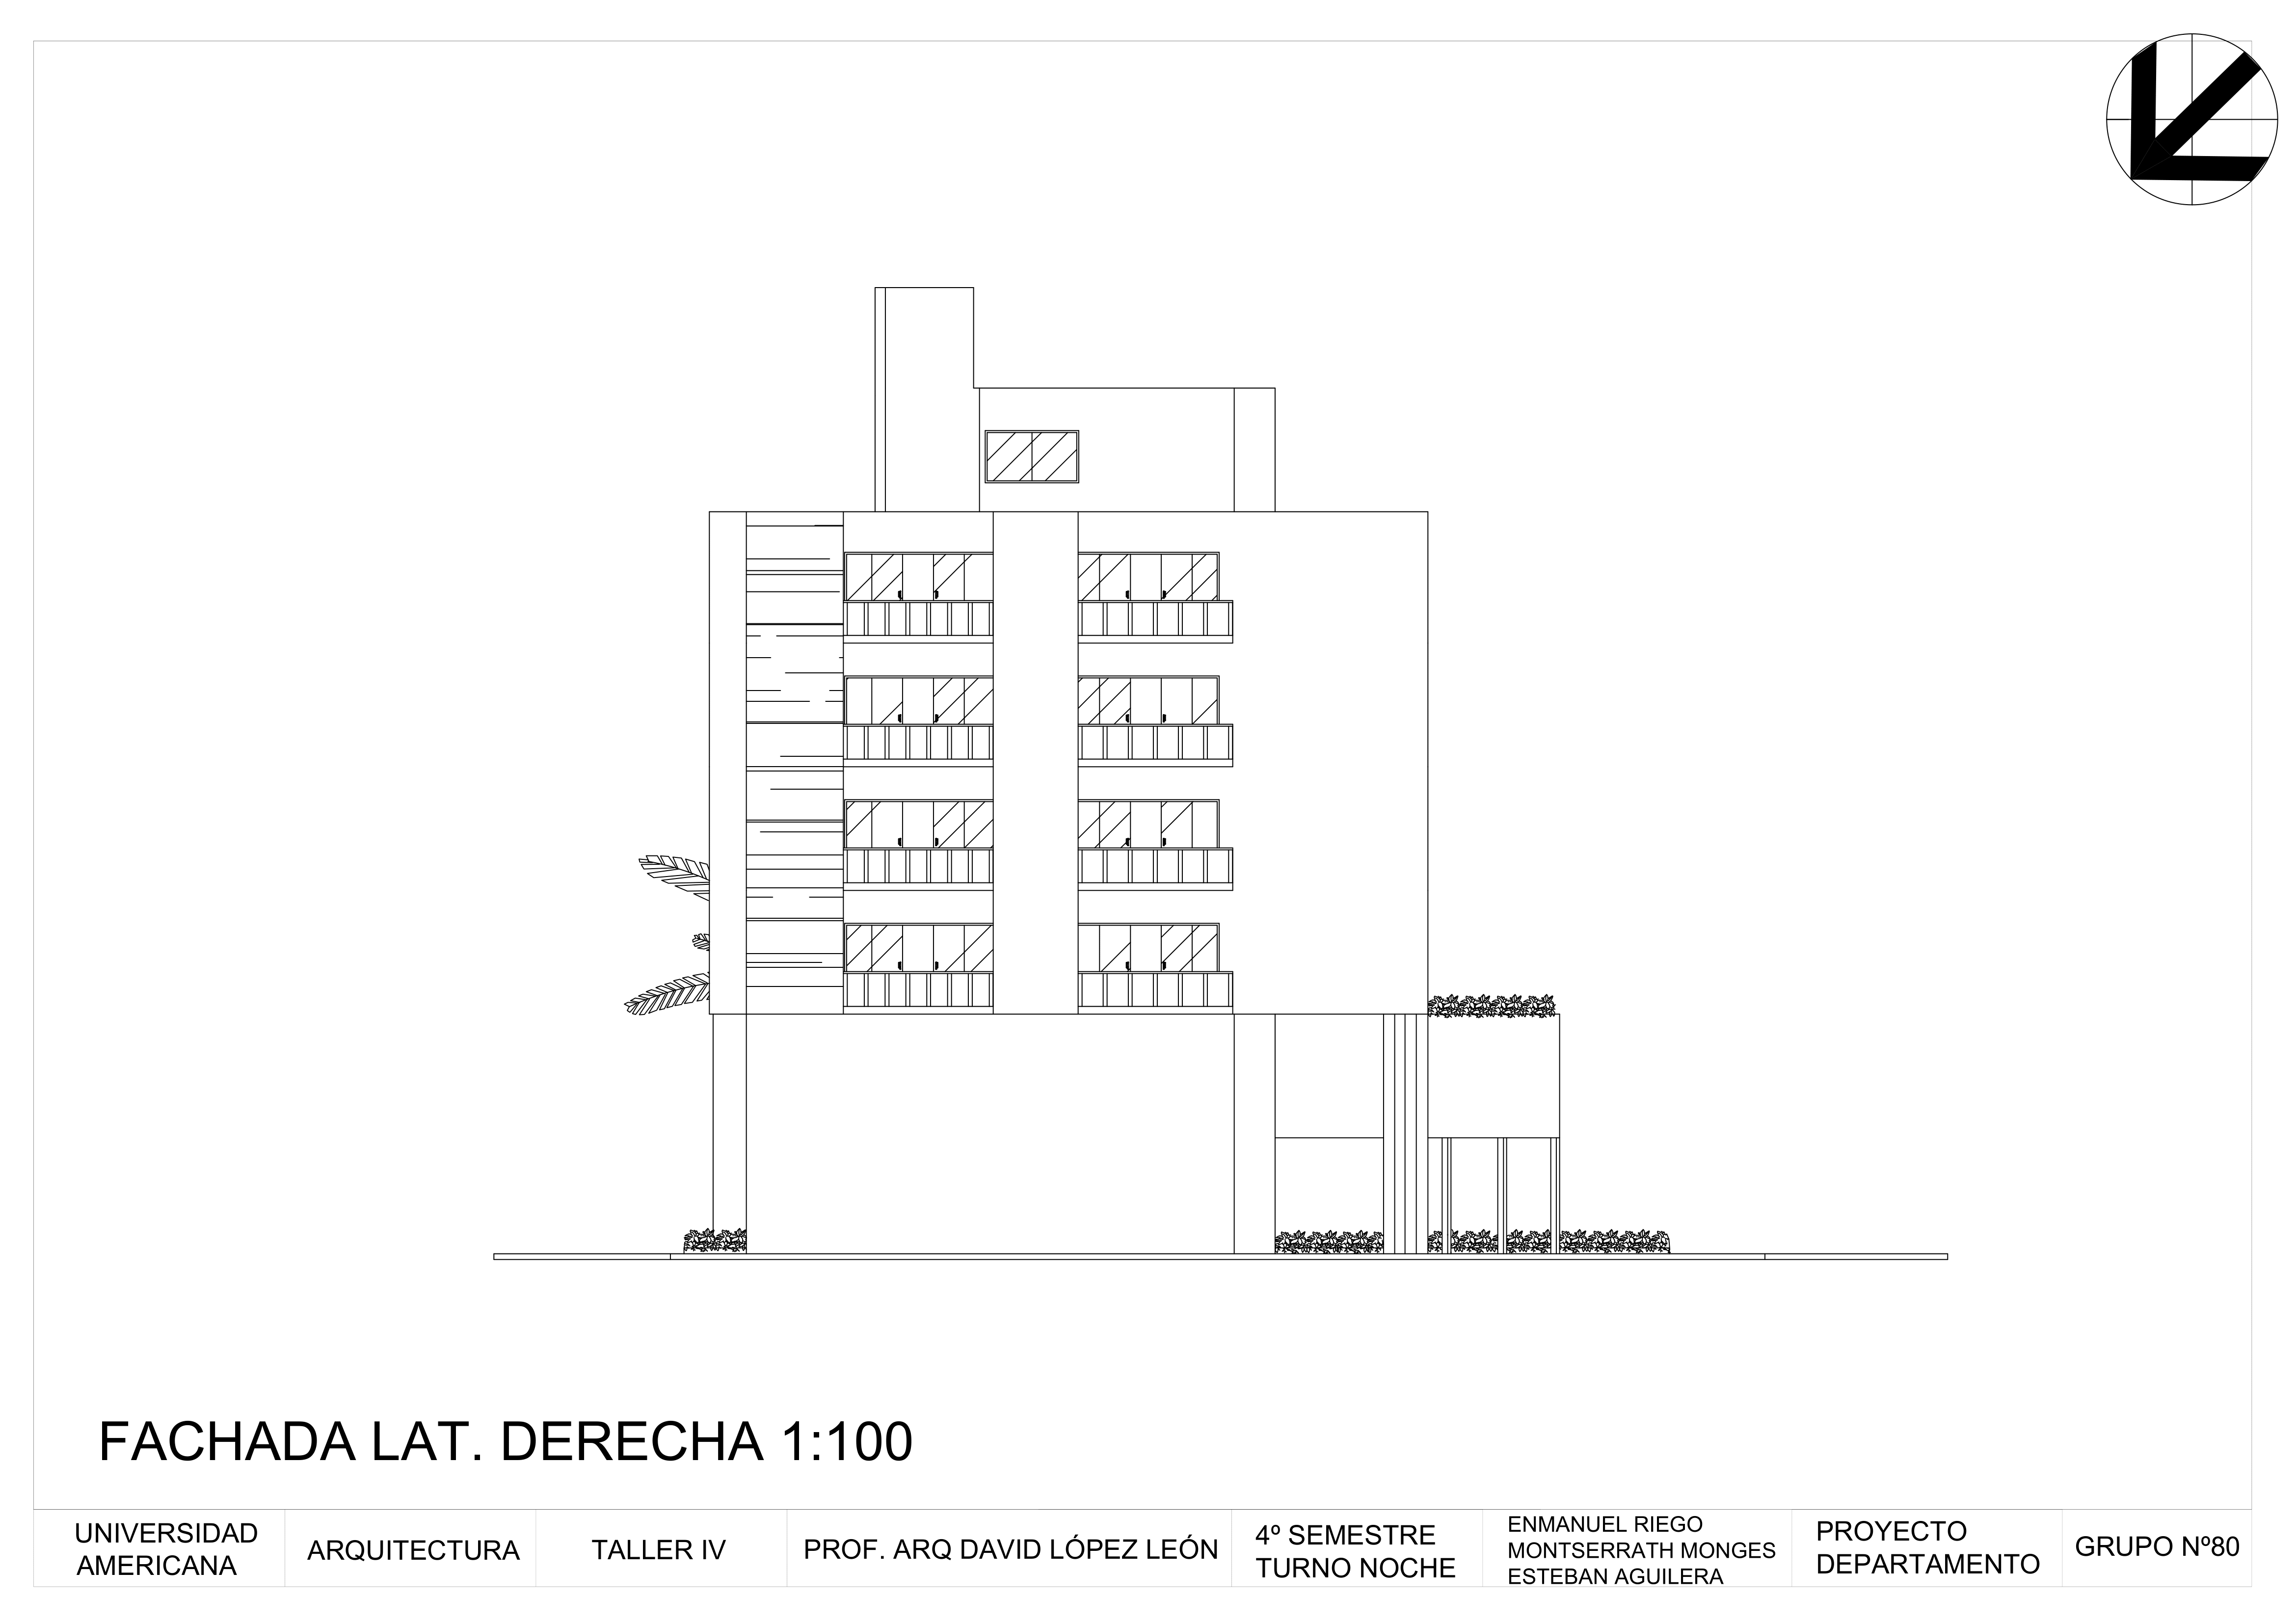 FACHADA LAT. DERECHA 1:100
UNIVERSIDAD
AMERICANA
ARQUITECTURA
TALLER IV
PROF. ARQ DAVID LÓPEZ LEÓN
4º SEMESTRE
TURNO NOCHE
ENMANUEL RIEGO
MONTSERRATH MONGES
ESTEBAN AGUILERA
PROYECTO
DEPARTAMENTO
GRUPO Nº80